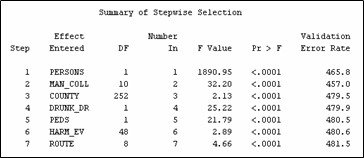 Summary of Stepwise Selection
Effect Number Validation
Step Entered DF In F Value Pr > F Error Rate
1 PERSONS 1 1 1890.95 <.0001 465.8
2 MAN_COLL 10 2 32.20 <.0001 457.0
3 COUNTY 252 3 2.13 <.0001 479.5
4 DRUNK_DR 1 4 25.22 <.0001 479.9
5 PEDS 1 5 21.79 <.0001 480.5
6 HARM_EV 48 6 2.89 <.0001 480.6
7 ROUTE 8 7 4.66 <.0001 481.5